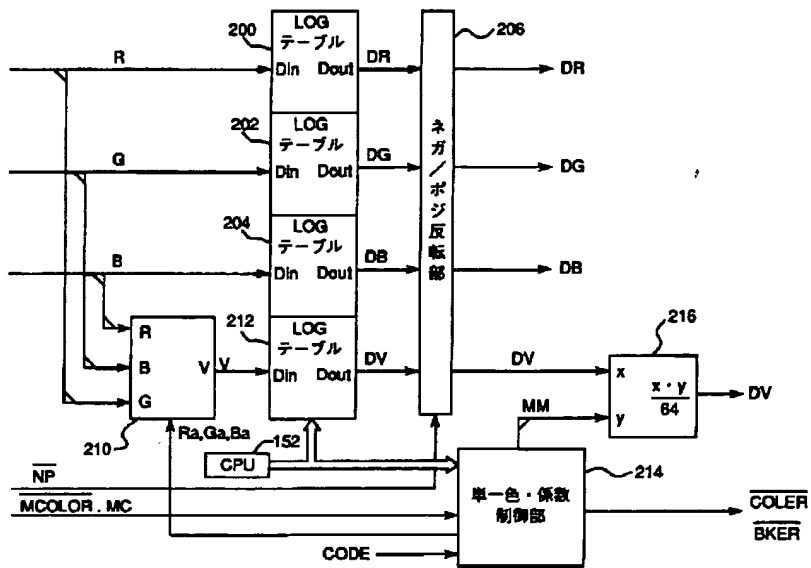 200
LOG
テーブル
R
Din Dout
DR
206
DR
202
LOG
テーブル
G
Din Dout
DG
DG
204
LOG
テーブル
B
Din Dout
DB
DB
ネガ/ポジ反転部
212
LOG
テーブル
R
B
G
V
V
Din Dout
DV
DV
216
x
y
x・y
64
DV
MM
210
Ra,Ga,Ba
152
CPU
214
単一色・係数
制御部
NP
MCOLOR . MC
CODE
COLER
BKER